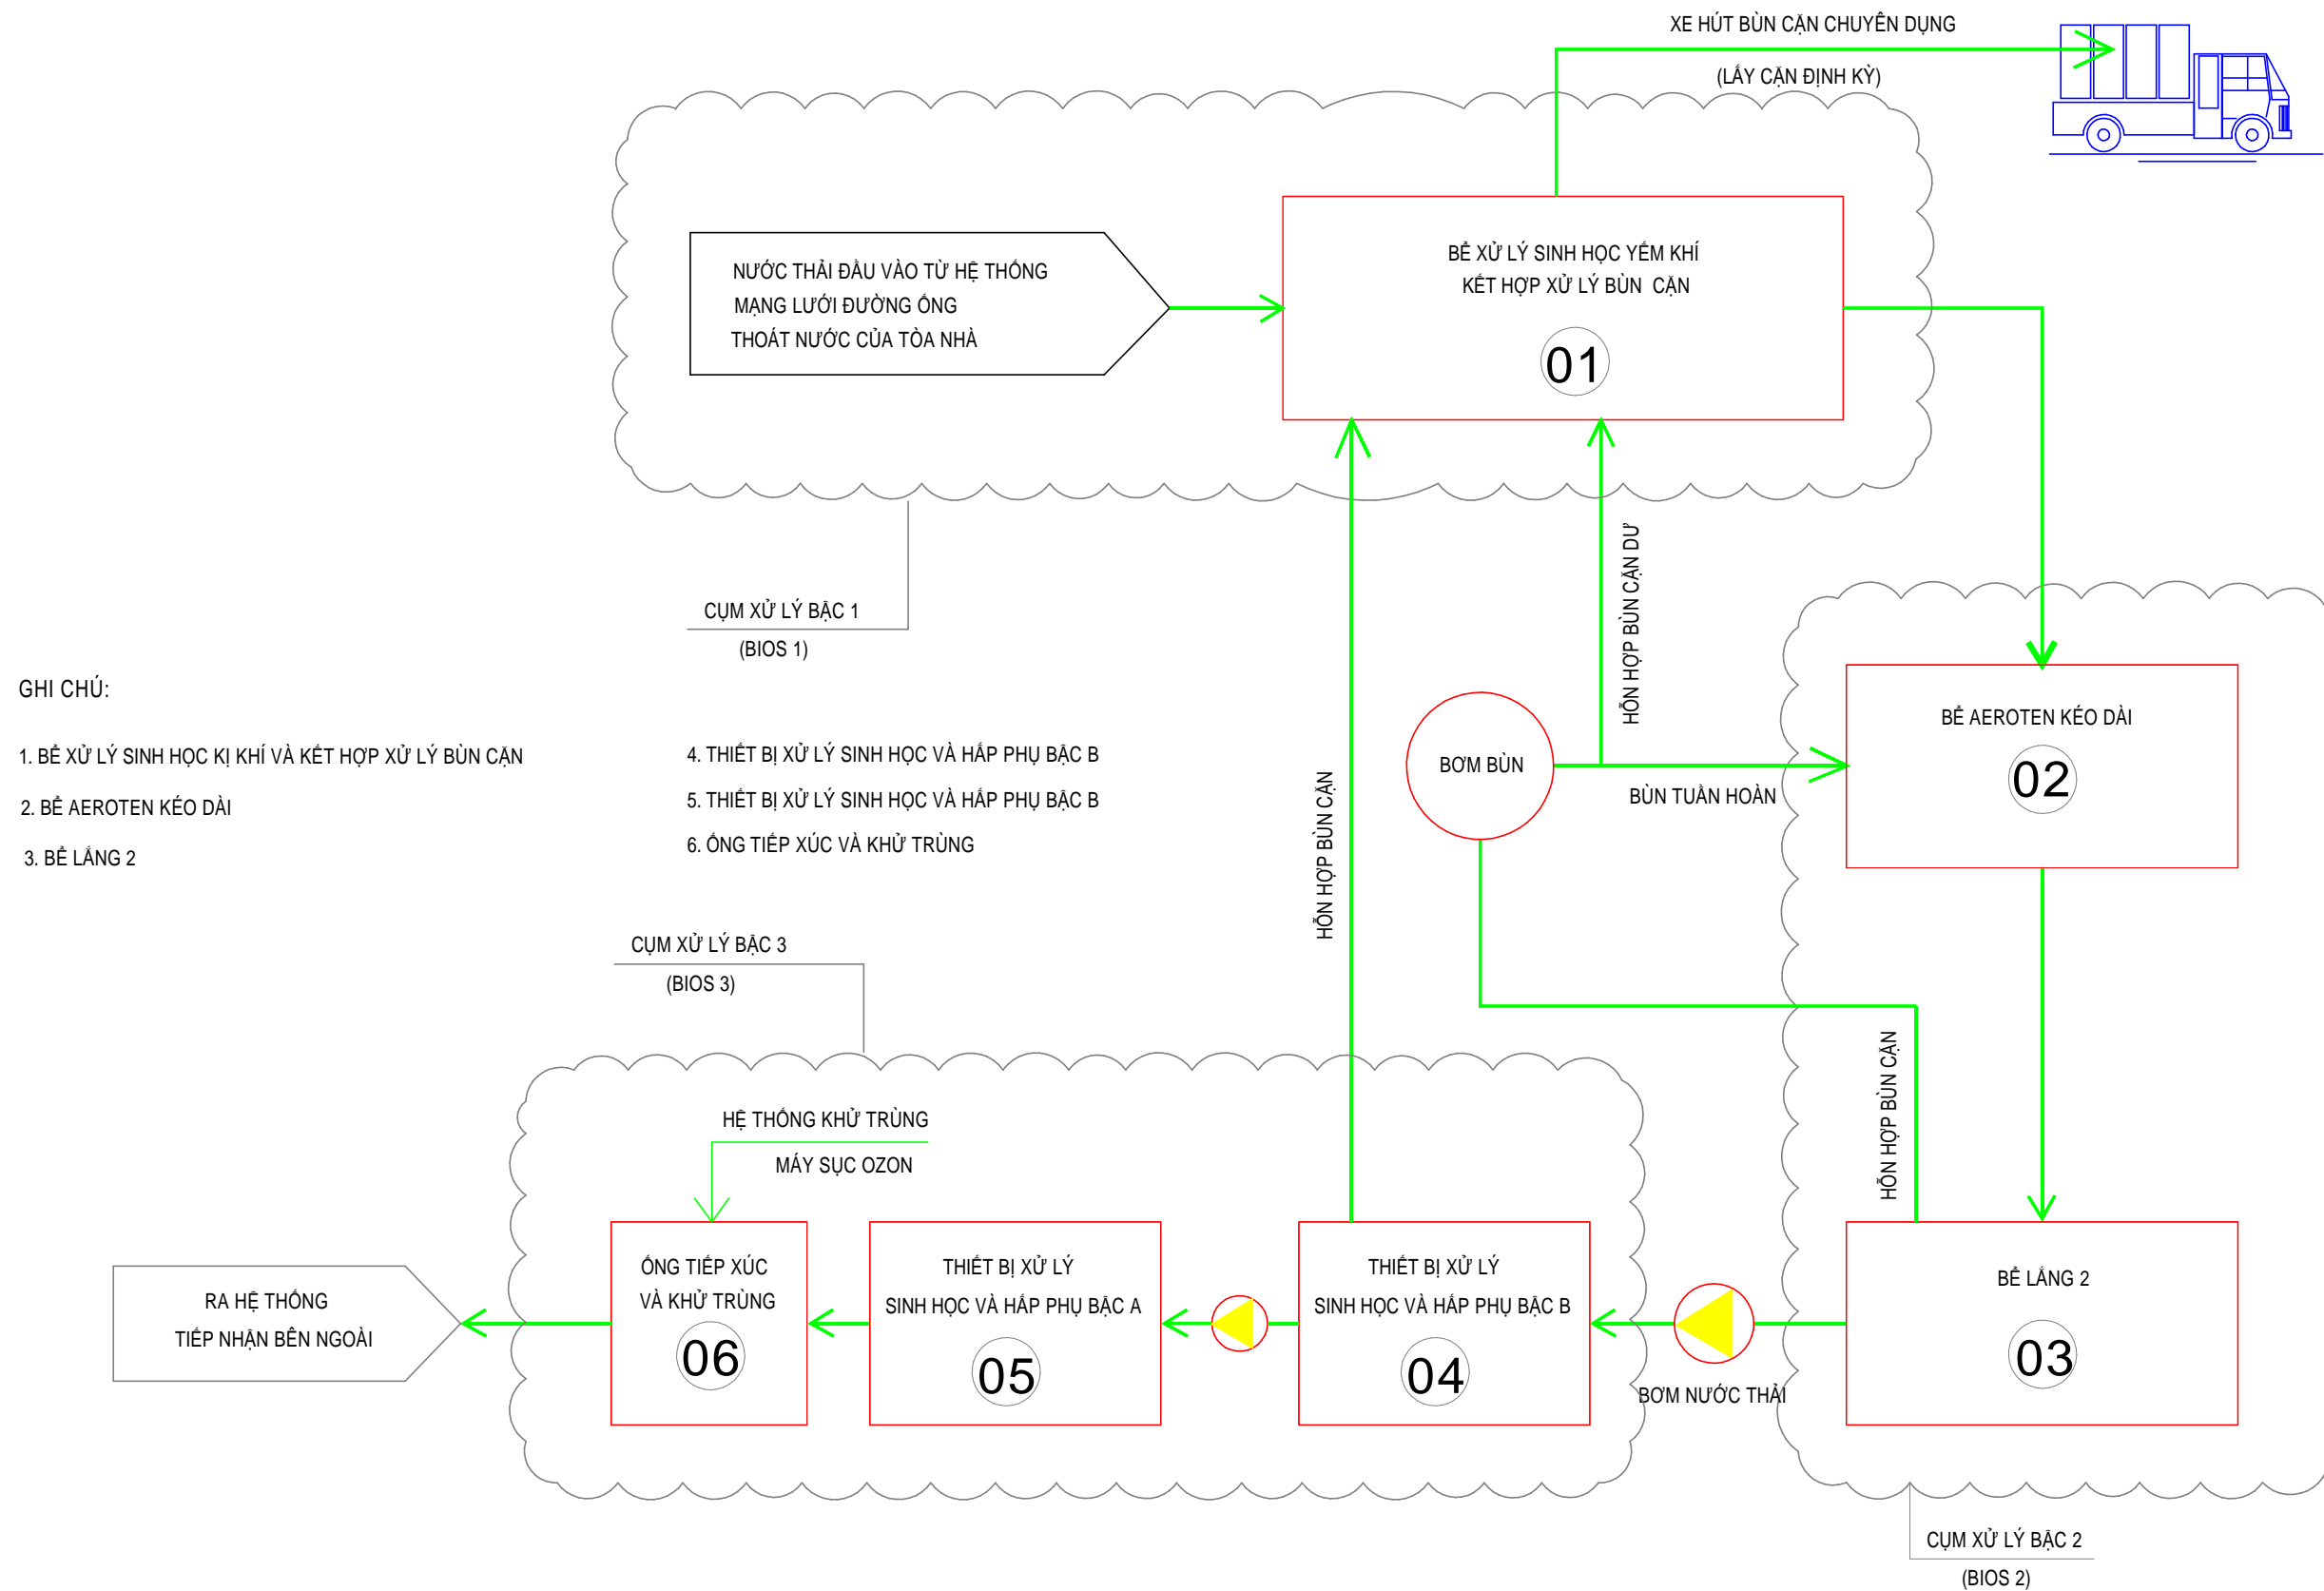 XE HÚT BÙN CẶN CHUYÊN DỤNG
(LẤY CẶN ĐỊNH KỲ)
NƯỚC THẢI ĐẦU VÀO TỪ HỆ THỐNG
MẠNG LƯỚI ĐƯỜNG ỐNG
THOÁT NƯỚC CỦA TÒA NHÀ
BỂ XỬ LÝ SINH HỌC YẾM KHÍ
KẾT HỢP XỬ LÝ BÙN CẶN
01
CỤM XỬ LÝ BẬC 1
(BIOS 1)
HỖN HỢP BÙN CẶN DƯ
GHI CHÚ:
1. BỂ XỬ LÝ SINH HỌC KỊ KHÍ VÀ KẾT HỢP XỬ LÝ BÙN CẶN
2. BỂ AEROTEN KÉO DÀI
3. BỂ LẮNG 2
4. THIẾT BỊ XỬ LÝ SINH HỌC VÀ HẤP PHỤ BẬC B
5. THIẾT BỊ XỬ LÝ SINH HỌC VÀ HẤP PHỤ BẬC B
6. ỐNG TIẾP XÚC VÀ KHỬ TRÙNG
HỖN HỢP BÙN CẶN
BƠM BÙN
BÙN TUẦN HOÀN
BỂ AEROTEN KÉO DÀI
02
CỤM XỬ LÝ BẬC 3
(BIOS 3)
HỆ THỐNG KHỬ TRÙNG
MÁY SỤC OZON
HỖN HỢP BÙN CẶN
RA HỆ THỐNG
TIẾP NHẬN BÊN NGOÀI
ỐNG TIẾP XÚC
VÀ KHỬ TRÙNG
06
THIẾT BỊ XỬ LÝ
SINH HỌC VÀ HẤP PHỤ BẬC A
05
THIẾT BỊ XỬ LÝ
SINH HỌC VÀ HẤP PHỤ BẬC B
04
BƠM NƯỚC THẢI
BỂ LẮNG 2
03
CỤM XỬ LÝ BẬC 2
(BIOS 2)